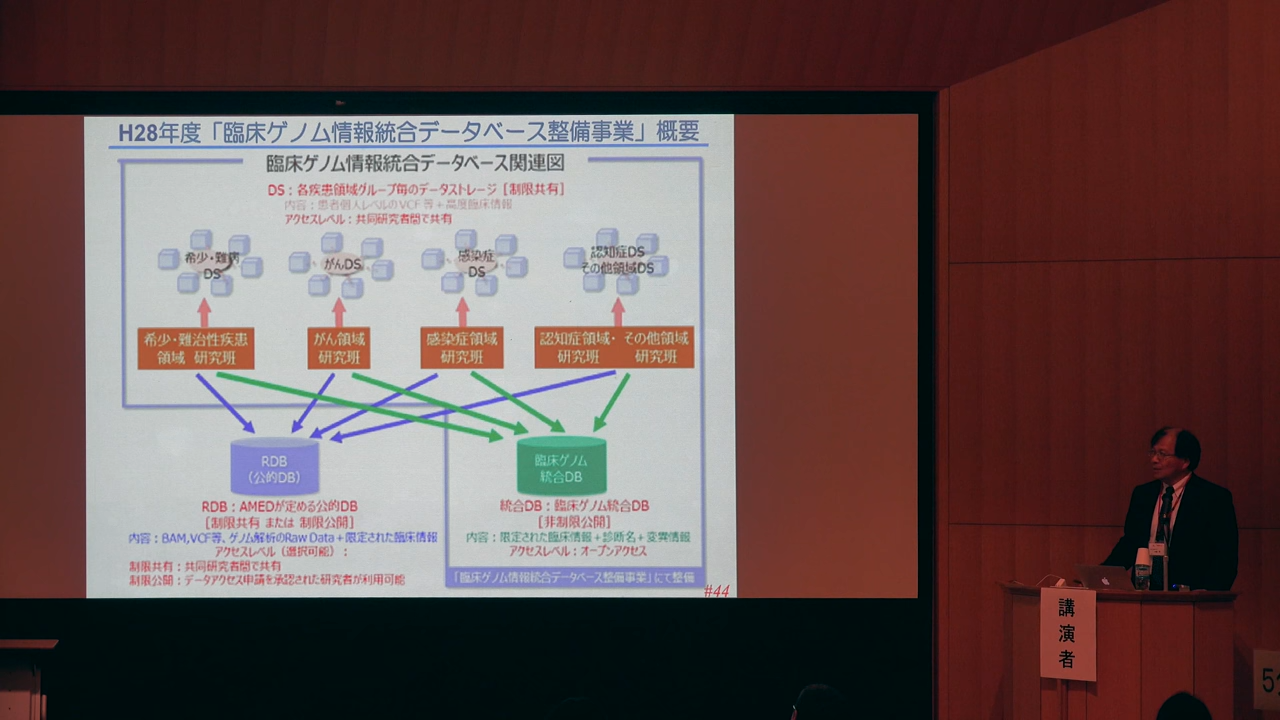 H28年度「臨床ゲノム情報統合データベース整備事業」概要
臨床ゲノム情報統合データベース関連図
DS：各疾患領域グループ毎のデータストレージ［制限共有］
内容：患者個人レベルのVCF等＋高度臨床情報
アクセスレベル：共同研究者間で共有
希少・難病
DS
がんDS
感染症
DS
認知症DS
その他領域DS
希少・難治性疾患
領域 研究班
がん領域
研究班
感染症領域
研究班
認知症領域・ その他領域
研究班 研究班
RDB
（公的DB）
臨床ゲノム
統合DB
RDB：AMEDが定める公的DB
［制限共有 または 制限公開］
内容：BAM,VCF等、ゲノム解析のRaw Data＋限定された臨床情報
アクセスレベル（選択可能）：
制限共有：共同研究者間で共有
制限公開：データアクセス申請を承認された研究者が利用可能
統合DB：臨床ゲノム統合DB
［非制限公開］
内容：限定された臨床情報＋診断名＋変異情報
アクセスレベル：オープンアクセス
「臨床ゲノム情報統合データベース整備事業」にて整備
#44
講演者